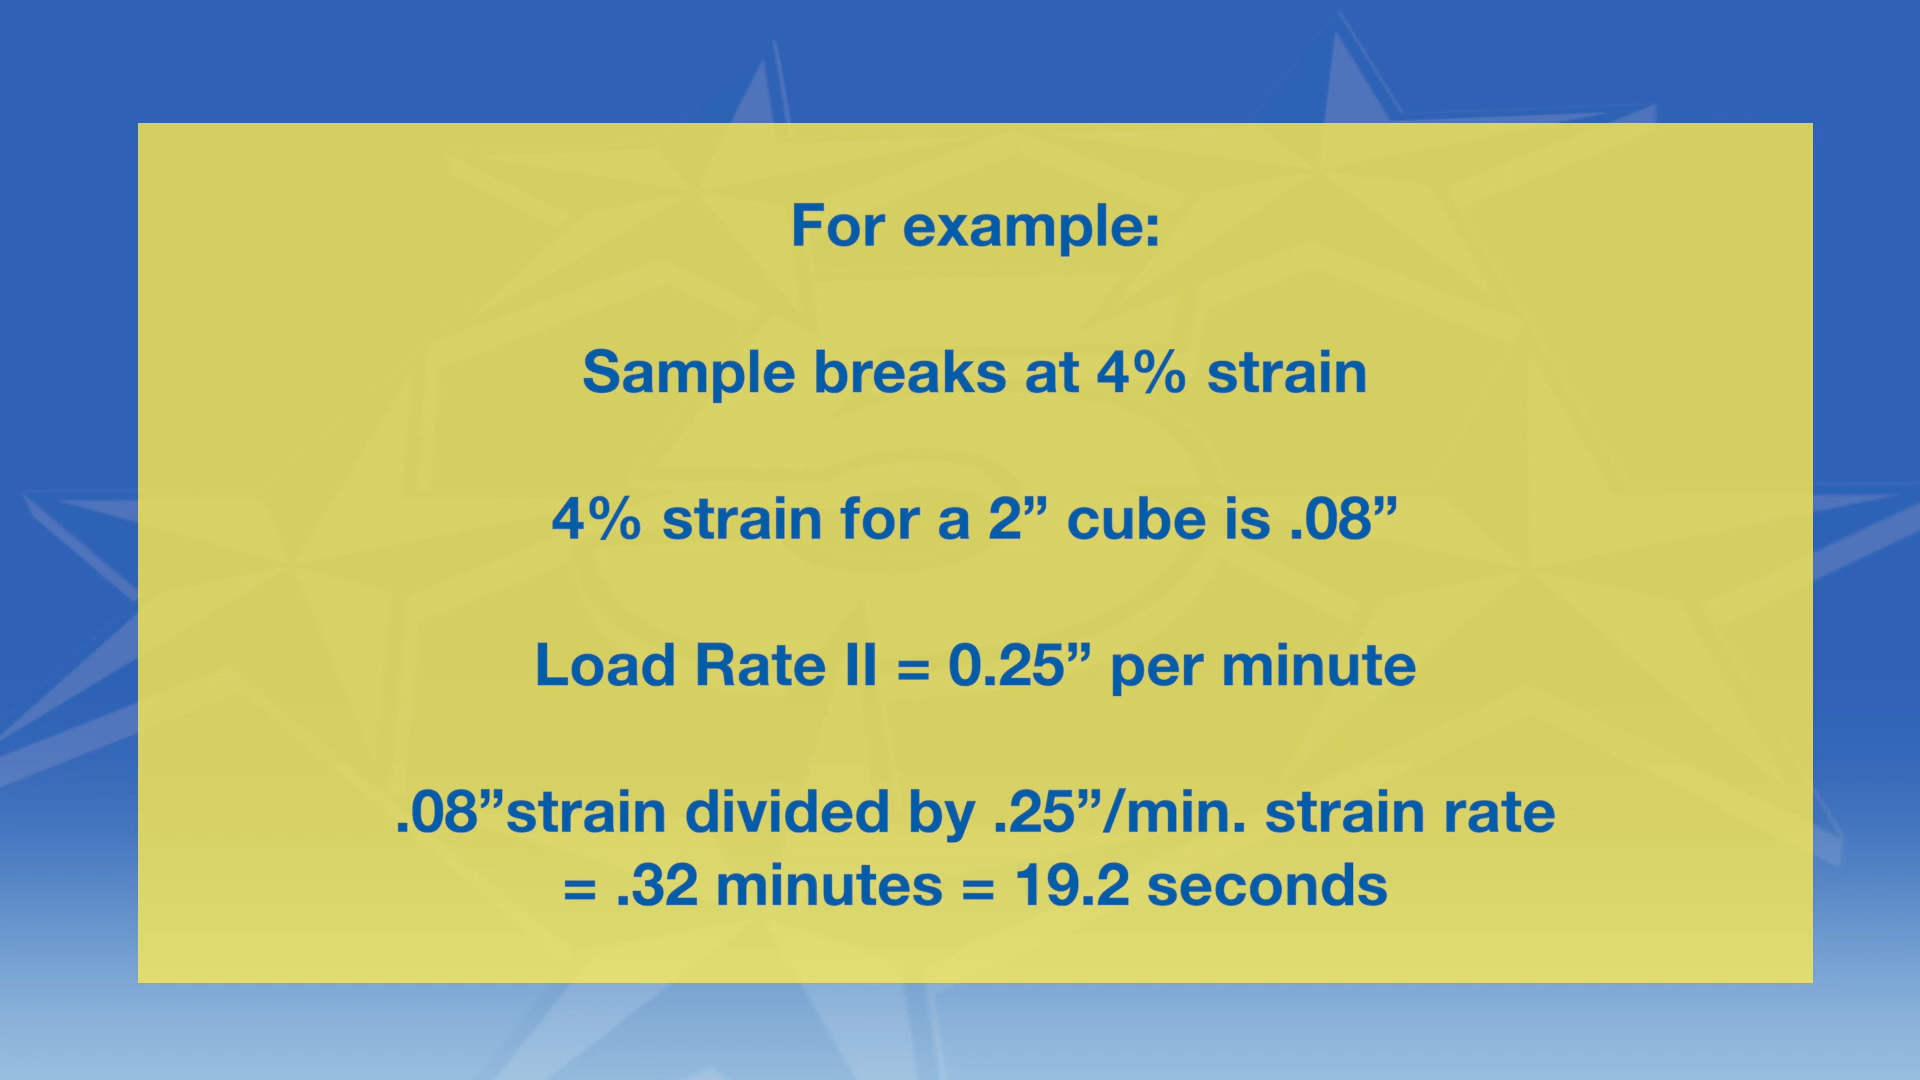 For example:
Sample breaks at 4% strain
4% strain for a 2” cube is .08”
Load Rate II = 0.25” per minute
.08”strain divided by .25”/min. strain rate
= .32 minutes = 19.2 seconds